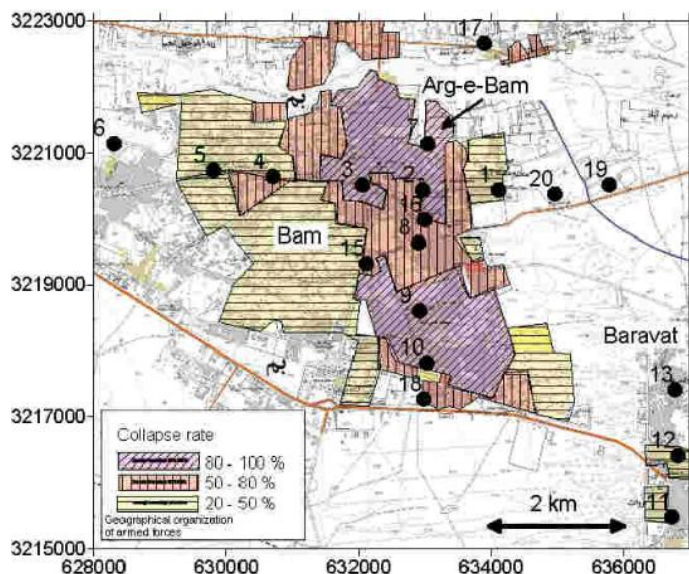 3223000
3221000
3219000
3217000
3215000
628000 630000 632000 634000 636000
17
Arg-e-Bam
6
7
5
4
3
2
1
20
19
16
8
Bam
15
9
10
18
Baravat
13
12
11
Collapse rate
80 - 100 %
50 - 80 %
20 - 50 %
Geographical organization
of armed forces
2 km